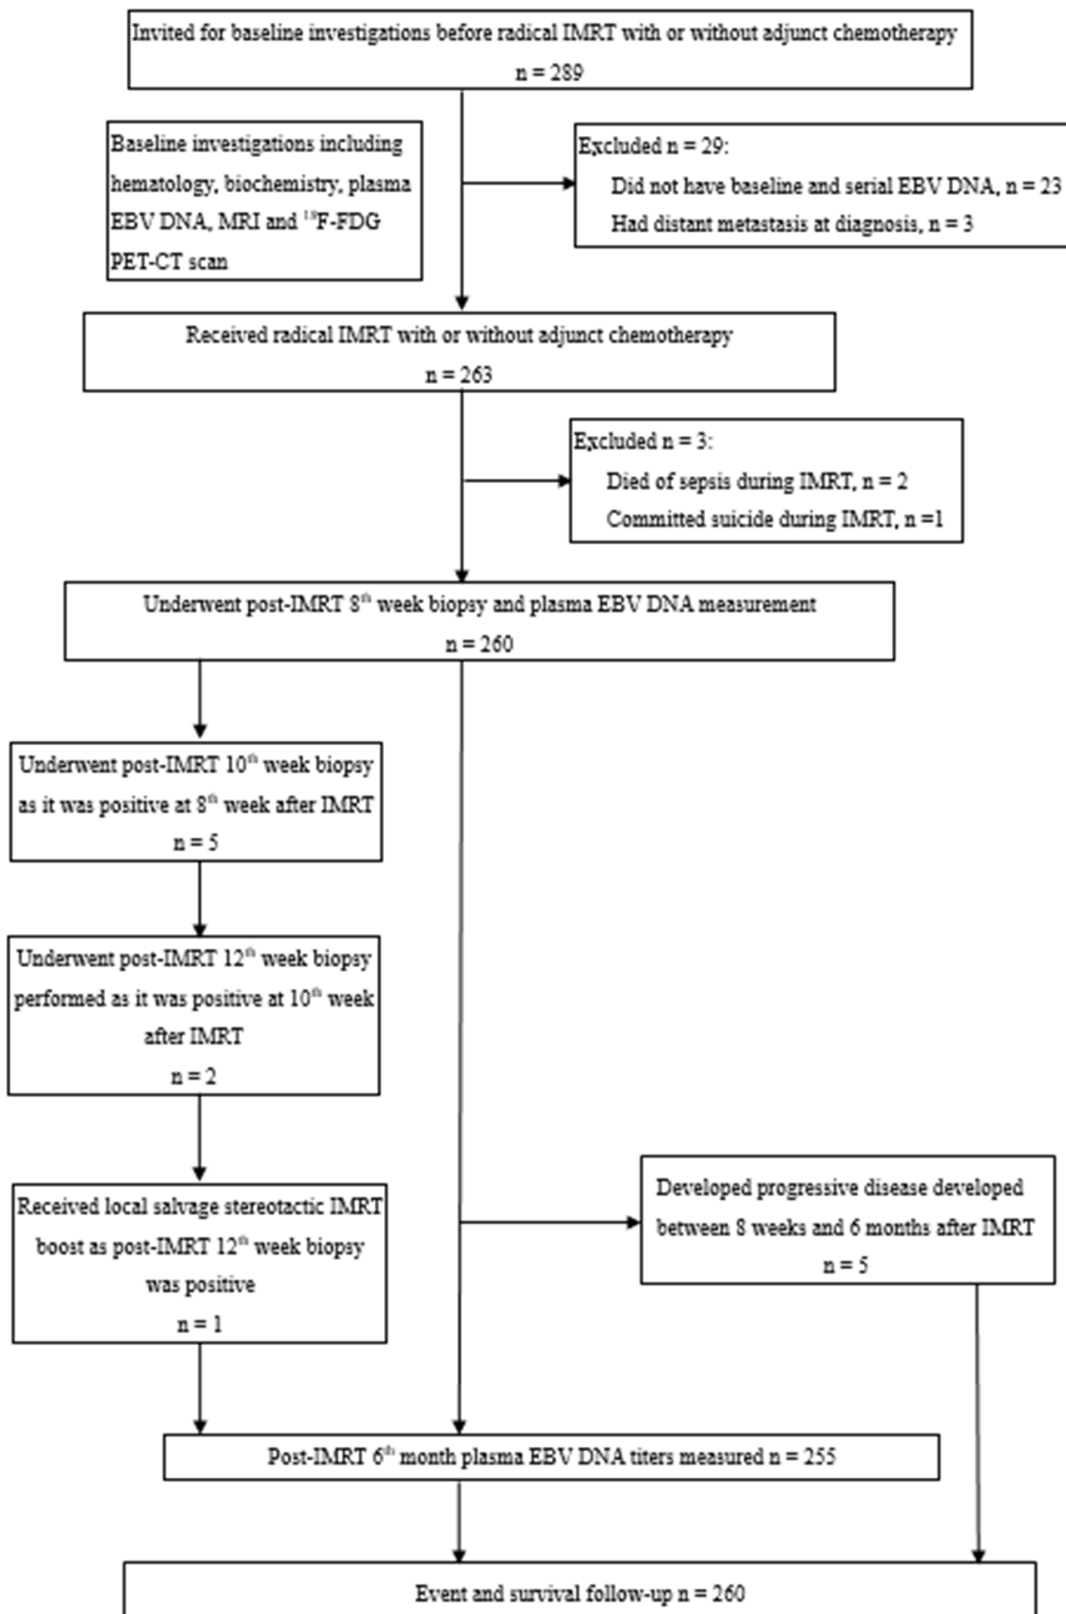 Invited for baseline investigations before radical IMRT with or without adjunct chemotherapy
n = 289
Baseline investigations including
hematology, biochemistry, plasma
EBV DNA, MRI and ¹⁸F-FDG
PET-CT scan
Excluded n = 29:
Did not have baseline and serial EBV DNA, n = 23
Had distant metastasis at diagnosis, n = 3
Received radical IMRT with or without adjunct chemotherapy
n = 263
Excluded n = 3:
Died of sepsis during IMRT, n = 2
Committed suicide during IMRT, n =1
Underwent post-IMRT 8th week biopsy and plasma EBV DNA measurement
n = 260
Underwent post-IMRT 10th week biopsy
as it was positive at 8th week after IMRT
n = 5
Underwent post-IMRT 12th week biopsy
performed as it was positive at 10th week
after IMRT
n = 2
Received local salvage stereotactic IMRT
boost as post-IMRT 12th week biopsy
was positive
n = 1
Developed progressive disease developed
between 8 weeks and 6 months after IMRT
n = 5
Post-IMRT 6th month plasma EBV DNA titers measured n = 255
Event and survival follow-up n = 260